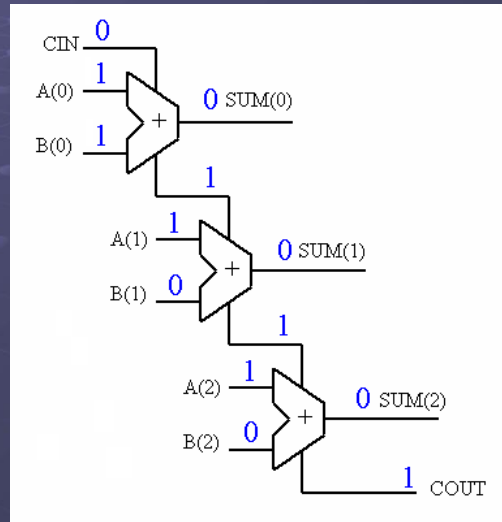 CIN 0
A(0) 1
0 SUM(0)
+
B(0) 1
1
A(1) 1
0 SUM(1)
+
B(1) 0
1
A(2) 1
0 SUM(2)
+
B(2) 0
1 COUT